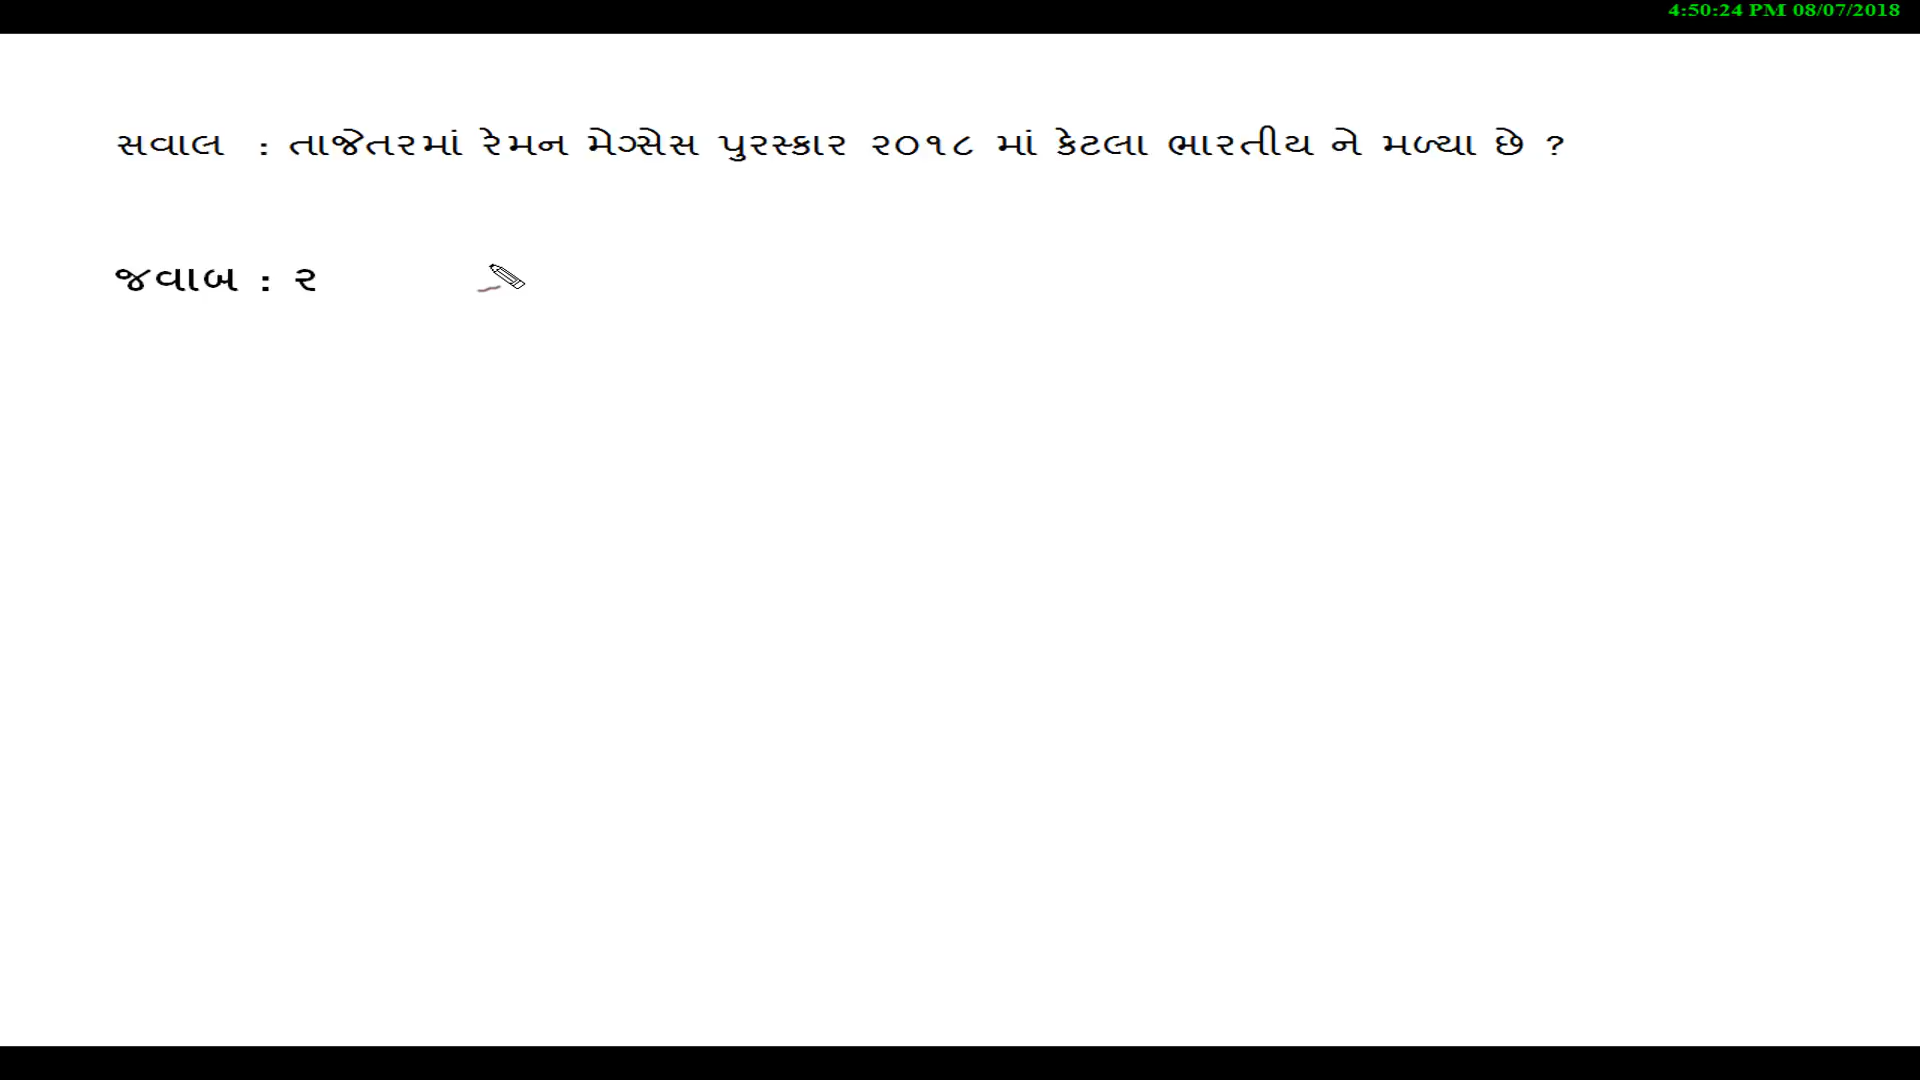 4:50:24 PM 08/07/2018
સવાલ : તાજેતરમાં રેમન મેગ્સેસ પુરસ્કાર ૨૦૧૮ માં કેટલા ભારતીય ને મળ્યા છે ?
જવાબ : ૨